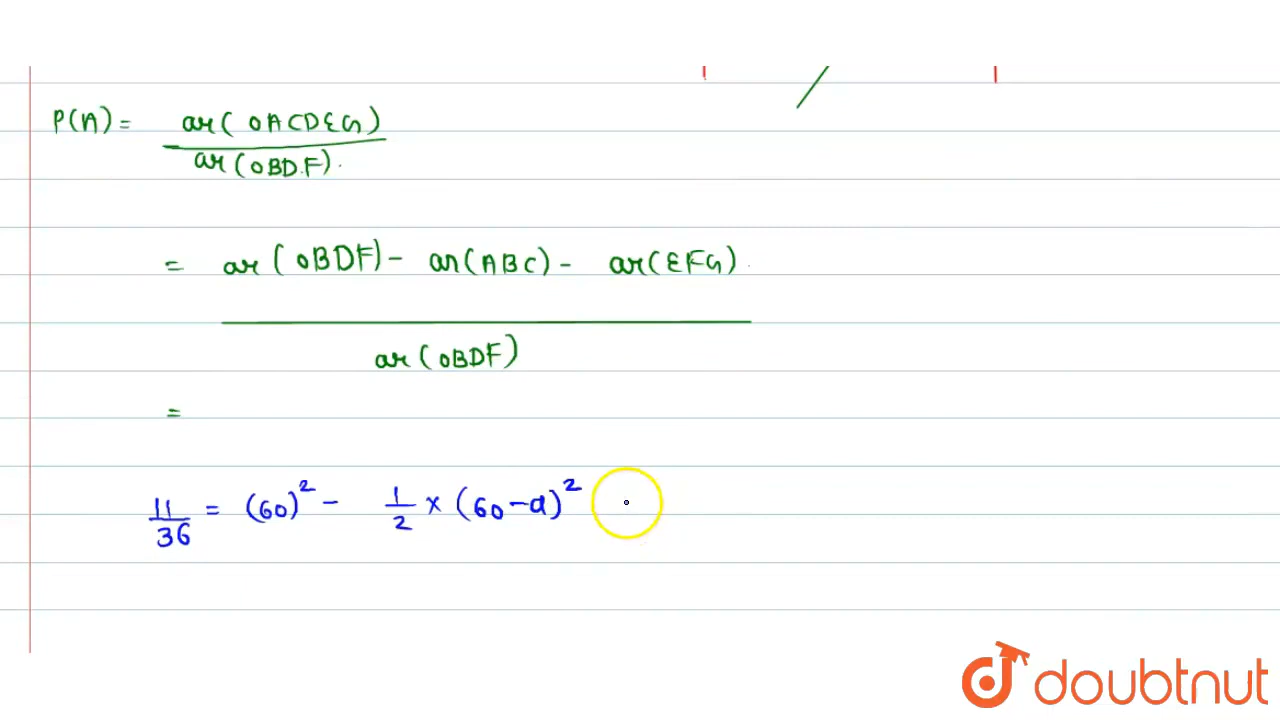 P(A) = ar( OACDEG)
ar (OBD.F).
= ar (OBDF) - ar(ABC) - ar(EFG).
ar (OBDF)
=
11/36 = (60)² - 1/2 × (60-a)²
doubtnut